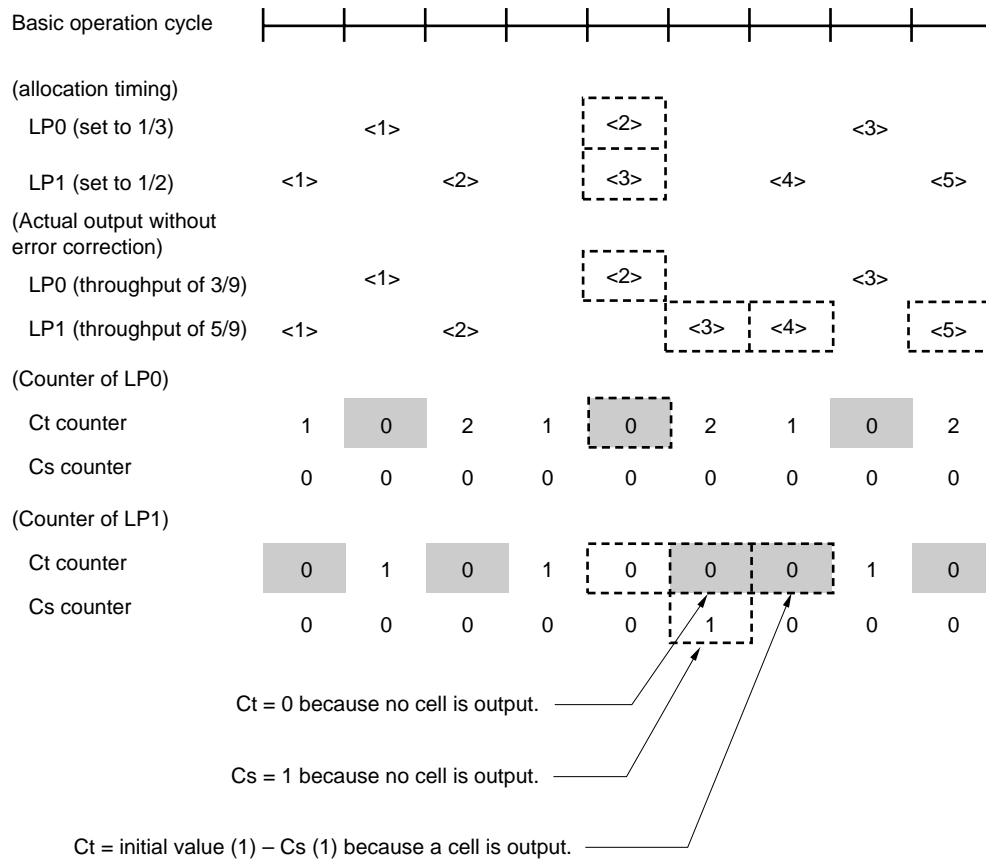 Basic operation cycle
(allocation timing)
LP0 (set to 1/3) <1> <2> <3>
LP1 (set to 1/2) <1> <2> <3> <4> <5>
(Actual output without
error correction)
LP0 (throughput of 3/9) <1> <2> <3>
LP1 (throughput of 5/9) <1> <2> <3> <4> <5>
(Counter of LP0)
Ct counter 1 0 2 1 0 2 1 0 2
Cs counter 0 0 0 0 0 0 0 0 0
(Counter of LP1)
Ct counter 0 1 0 1 0 0 0 1 0
Cs counter 0 0 0 0 0 1 0 0 0
Ct = 0 because no cell is output.
Cs = 1 because no cell is output.
Ct = initial value (1) – Cs (1) because a cell is output.